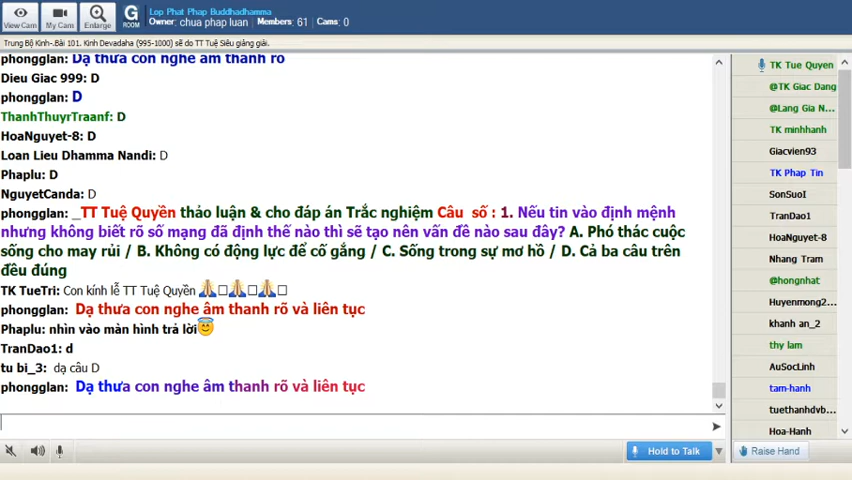 Lop Phat Phap Buddhadhamma
Owner: chua phap luan Members: 61 Cams: 0
View Cam My Cam Enlarge G ROOM
Trung Bộ Kinh-.Bài 101. Kinh Devadaha (995-1000) sẽ do TT Tuệ Siêu giảng giải.
phongglan: Dạ thưa con nghe âm thanh rõ
Dieu Giac 999: D
phongglan: D
ThanhThuyrTraanf: D
HoaNguyet-8: D
Loan Lieu Dhamma Nandi: D
Phaplu: D
NguyetCanda: D
phongglan: _TT Tuệ Quyền thảo luận & cho đáp án Trắc nghiệm Câu số : 1. Nếu tin vào định mệnh
nhưng không biết rõ số mạng đã định thế nào thì sẽ tạo nên vấn đề nào sau đây? A. Phó thác cuộc
sống cho may rủi / B. Không có động lực để cố gắng / C. Sống trong sự mơ hồ / D. Cả ba câu trên
đều đúng
TK TueTri: Con kính lễ TT Tuệ Quyền 🙏□🙏□🙏□
phongglan: Dạ thưa con nghe âm thanh rõ và liên tục
Phaplu: nhìn vào màn hình trả lời😇
TranDao1: d
tu bi_3: dạ câu D
phongglan: Dạ thưa con nghe âm thanh rõ và liên tục
Hold to Talk
TK Tue Quyen
@TK Giac Dang
@Lang Gia N...
TK minhhanh
Giacvien93
TK Phap Tin
SonSuoI
TranDao1
HoaNguyet-8
Nhang Tram
@hongnhat
Huyenmong2...
khanh an_2
thy lam
AuSocLinh
tam-hanh
tuethanhdvb...
Hoa-Hanh
Raise Hand